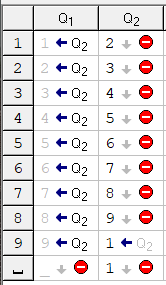 Q₁ Q₂
1 1 ← Q₂ 2 ↓ ⛔
2 2 ← Q₂ 3 ↓ ⛔
3 3 ← Q₂ 4 ↓ ⛔
4 4 ← Q₂ 5 ↓ ⛔
5 5 ← Q₂ 6 ↓ ⛔
6 6 ← Q₂ 7 ↓ ⛔
7 7 ← Q₂ 8 ↓ ⛔
8 8 ← Q₂ 9 ↓ ⛔
9 9 ← Q₂ 1 ← Q₂
⎵ _ ↓ ⛔ 1 ↓ ⛔